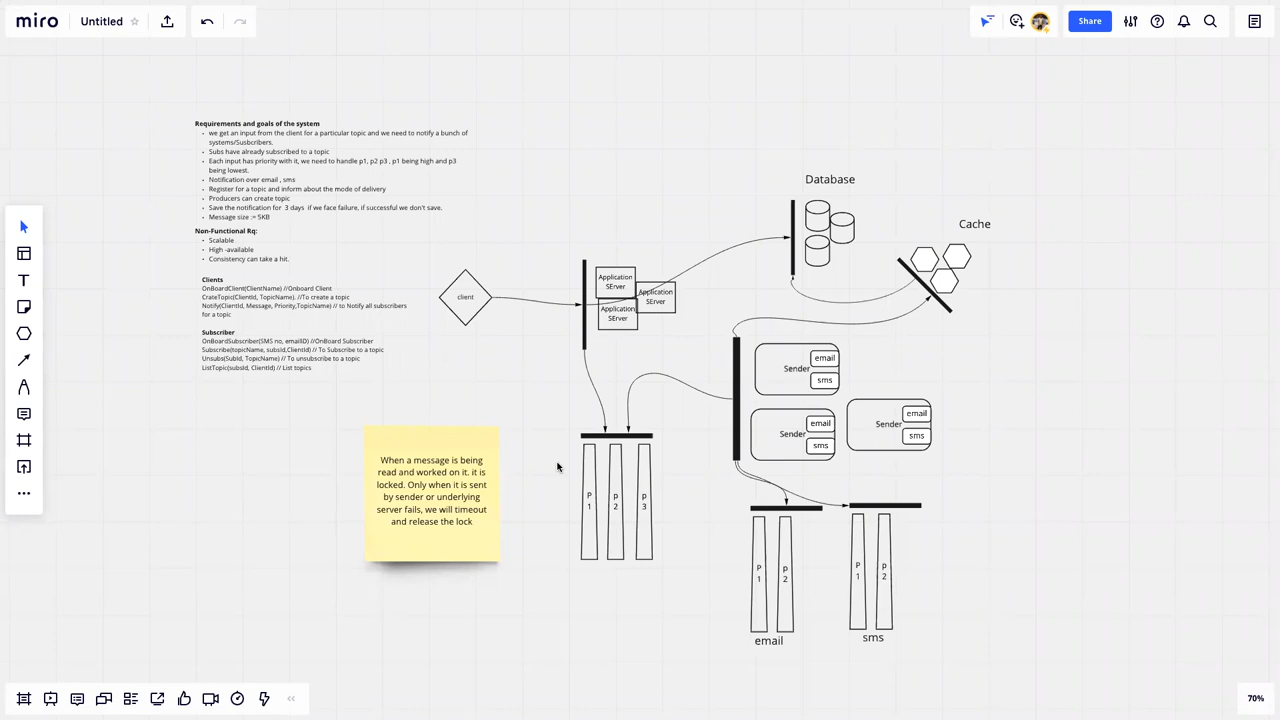 miro
Untitled
Share
Requirements and goals of the system
we get an input from the client for a particular topic and we need to notify a bunch of
systems/Susbcribers.
Subs have already subscribed to a topic
Each input has priority with it, we need to handle p1, p2 p3 , p1 being high and p3
being lowest.
Notification over email , sms
Register for a topic and inform about the mode of delivery
Producers can create topic
Save the notification for 3 days if we face failure, if successful we don't save.
Message size := 5KB
Non-Functional Rq:
Scalable
High -available
Consistency can take a hit.
Clients
OnBoardClient(ClientName) //Onboard Client
CrateTopic(ClientId, TopicName), //To create a topic
Notify(ClientId, Message, Priority,TopicName) // to Notify all Subscribers
for a topic
Subscriber
OnBoardSubscriber(SMS no, emailID) //OnBoard Subscriber
Subscribe(topicName, subsId,ClientId) // To Subscribe to a topic
Unsubs(SubId, TopicName) // To unsubscribe to a topic
ListTopic(subsId, ClientId) // List topics
client
Application
SErver
Application
SErver
Application
SErver
Database
Cache
Sender
email
sms
Sender
email
sms
Sender
email
sms
When a message is being
read and worked on it. it is
locked. Only when it is sent
by sender or underlying
server fails, we will timeout
and release the lock
P
1
p
2
p
3
P
1
p
2
email
P
1
p
2
sms
70%